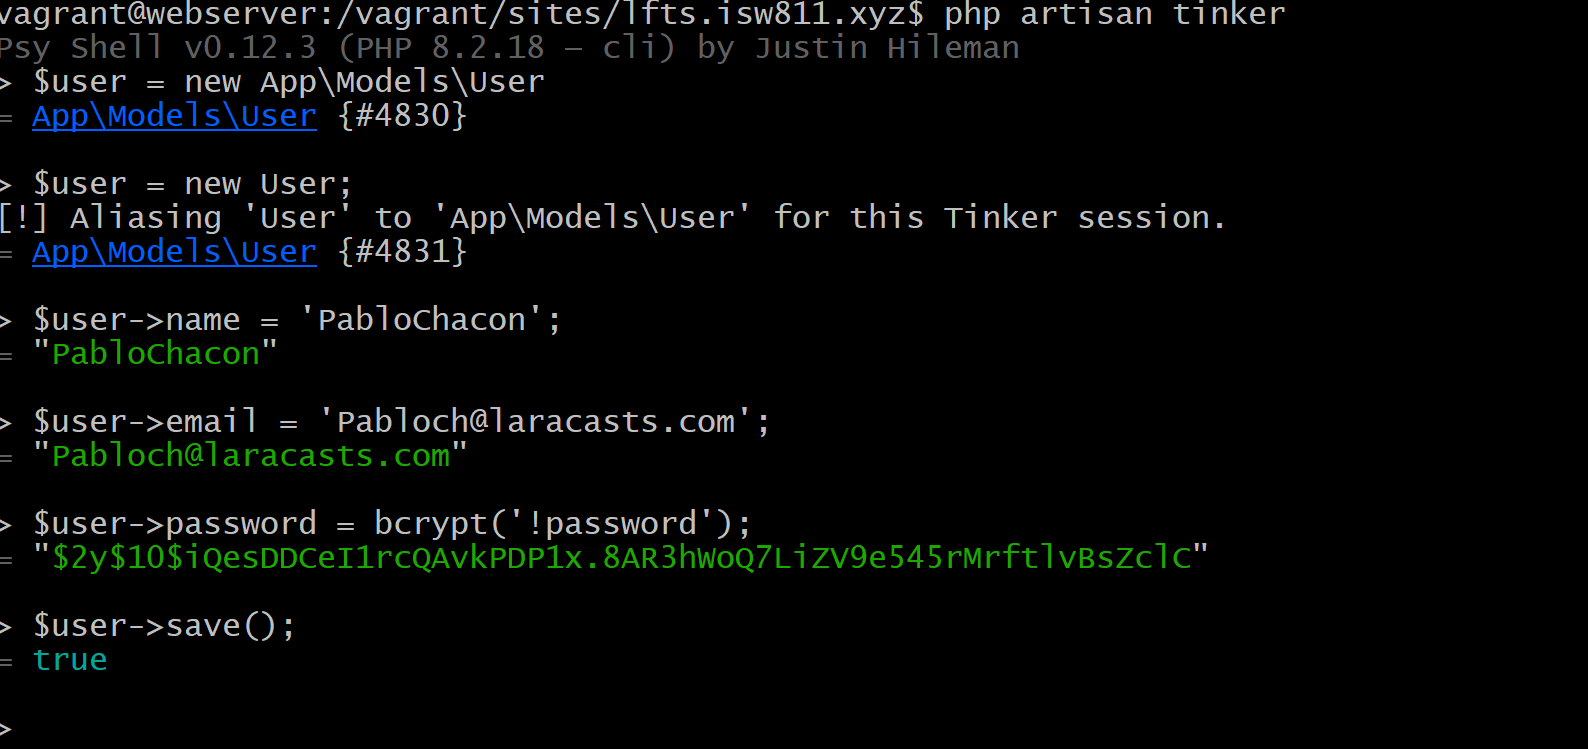 vagrant@webserver:/vagrant/sites/lfts.isw811.xyz$ php artisan tinker
Psy Shell v0.12.3 (PHP 8.2.18 — cli) by Justin Hileman
> $user = new App\Models\User
= App\Models\User {#4830}
> $user = new User;
[!] Aliasing 'User' to 'App\Models\User' for this Tinker session.
= App\Models\User {#4831}
> $user->name = 'PabloChacon';
= "PabloChacon"
> $user->email = 'Pabloch@laracasts.com';
= "Pabloch@laracasts.com"
> $user->password = bcrypt('!password');
= "$2y$10$iQesDDCeI1rcQAvkPDP1x.8AR3hWoQ7LiZV9e545rMrftlvBsZclC"
> $user->save();
= true
>